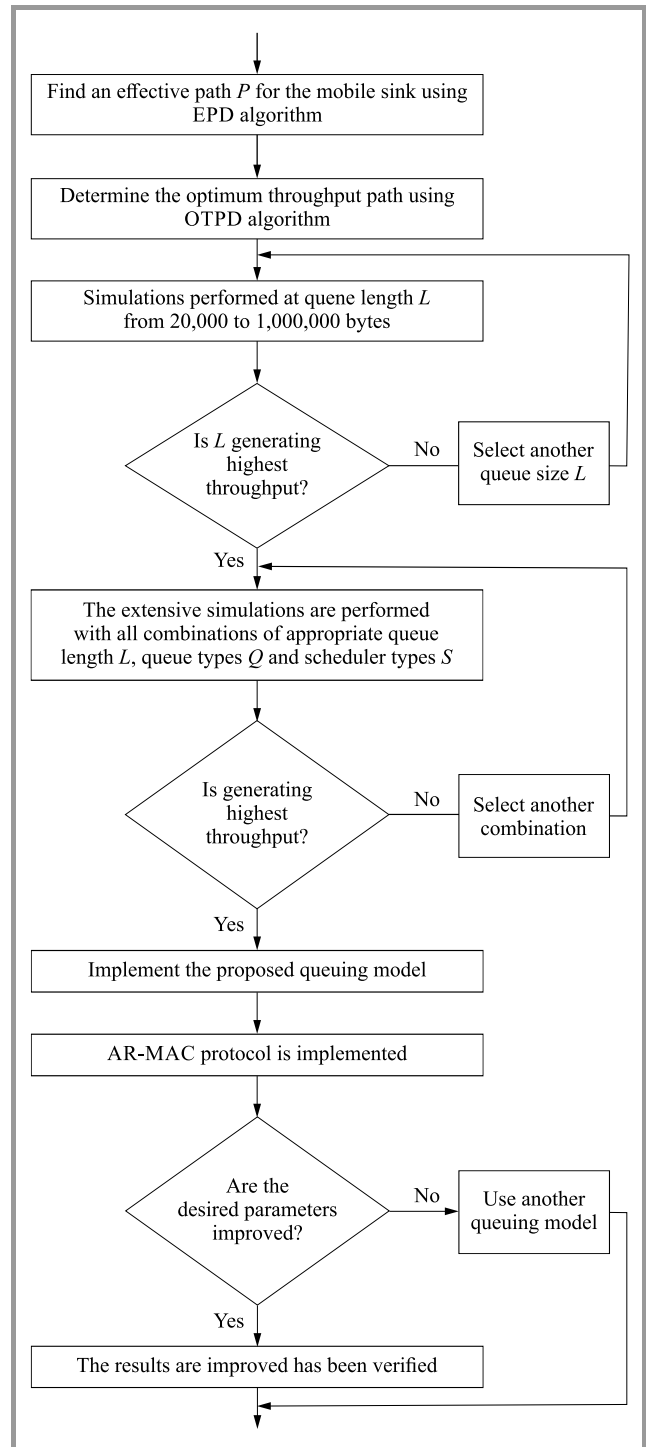 Find an effective path P for the mobile sink using
EPD algorithm
Determine the optimum throughput path using
OTPD algorithm
Simulations performed at quene length L
from 20,000 to 1,000,000 bytes
Is L generating
highest
throughput?
No
Select another
queue size L
Yes
The extensive simulations are performed
with all combinations of appropriate queue
length L, queue types Q and scheduler types S
Is generating
highest
throughput?
No
Select another
combination
Yes
Implement the proposed queuing model
AR-MAC protocol is implemented
Are the
desired parameters
improved?
No
Use another
queuing model
Yes
The results are improved has been verified